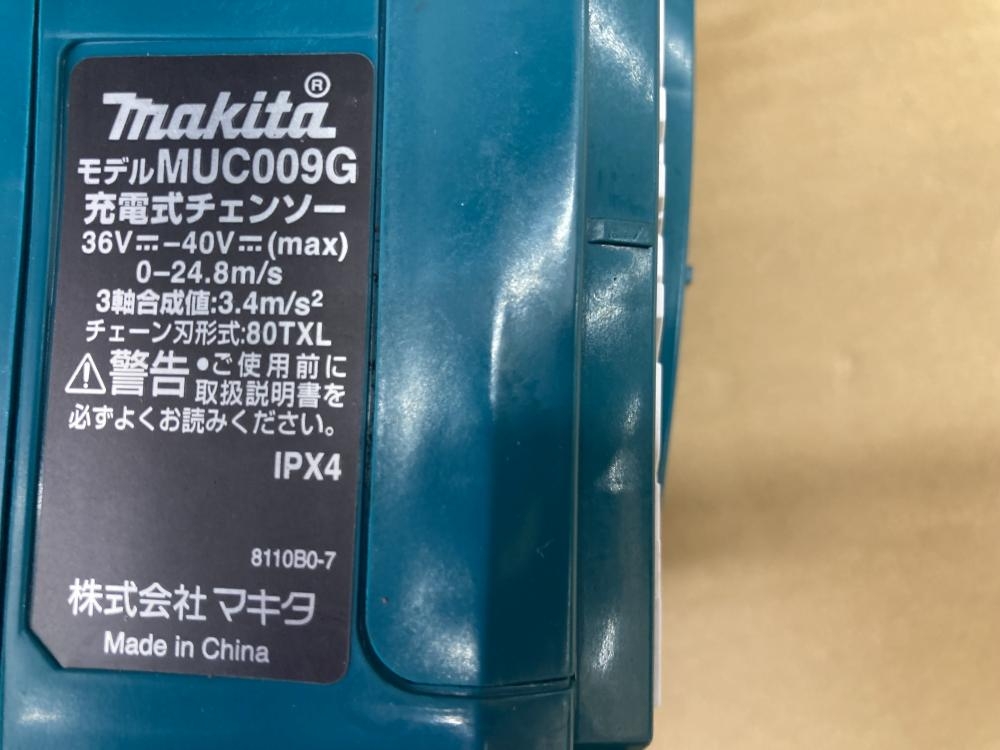 makita®
モデルMUC009G
充電式チェンソー
36V⎓-40V⎓(max)
0-24.8m/s
3軸合成値:3.4m/s²
チェーン刃形式:80TXL
⚠警告 •ご使用前に
取扱説明書を
必ずよくお読みください。
IPX4
8110B0-7
株式会社マキタ
Made in China